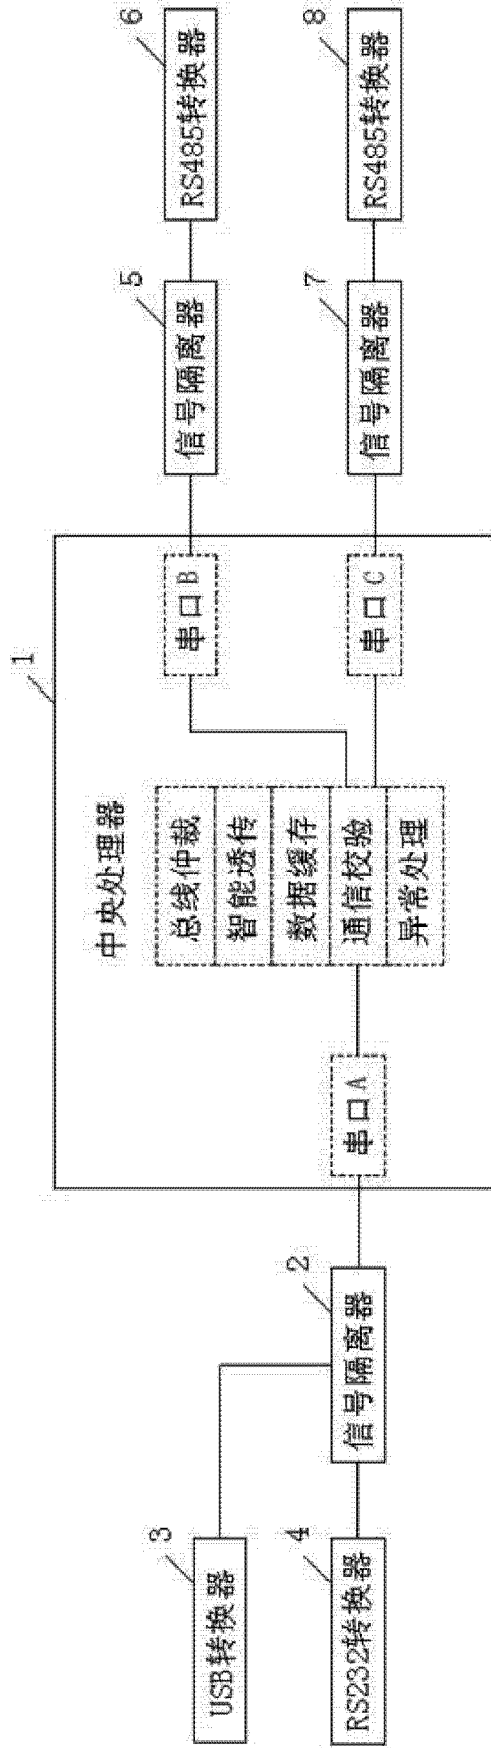 1
中央处理器
总线仲裁
智能透传
数据缓存
通信校验
异常处理
串口A
串口B
串口C
2
信号隔离器
3
USB转换器
4
RS232转换器
5
信号隔离器
6
RS485转换器
7
信号隔离器
8
RS485转换器